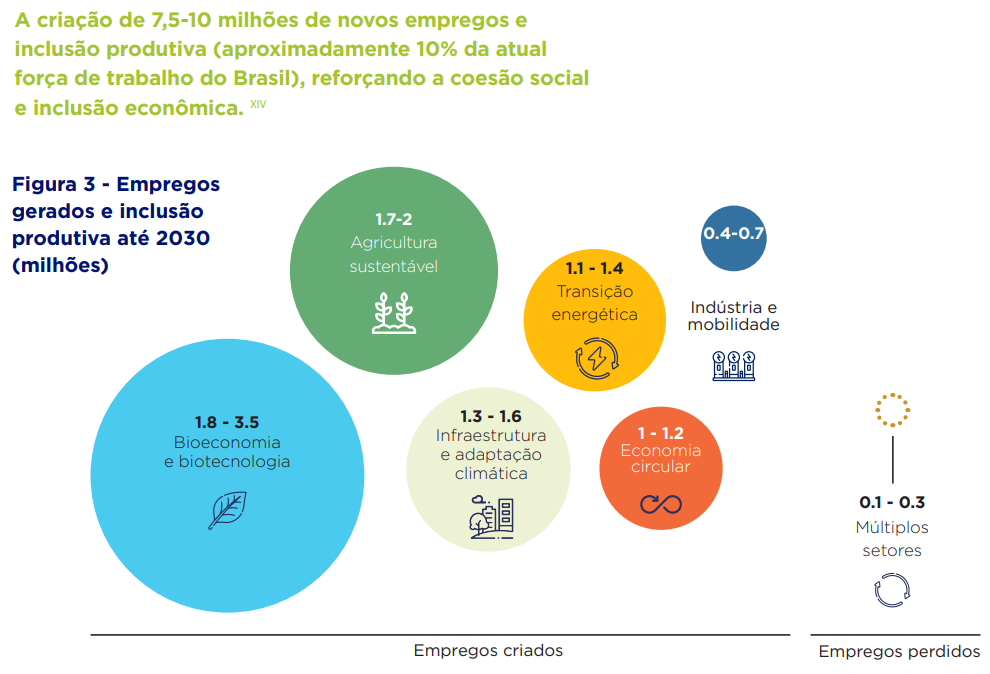 A criação de 7,5-10 milhões de novos empregos e
inclusão produtiva (aproximadamente 10% da atual
força de trabalho do Brasil), reforçando a coesão social
e inclusão econômica. XIV
Figura 3 - Empregos
gerados e inclusão
produtiva até 2030
(milhões)
1.7-2
Agricultura
sustentável
1.1 - 1.4
Transição
energética
0.4-0.7
Indústria e
mobilidade
1.8 - 3.5
Bioeconomia
e biotecnologia
1.3 - 1.6
Infraestrutura
e adaptação
climática
1 - 1.2
Economia
circular
0.1 - 0.3
Múltiplos
setores
Empregos criados
Empregos perdidos